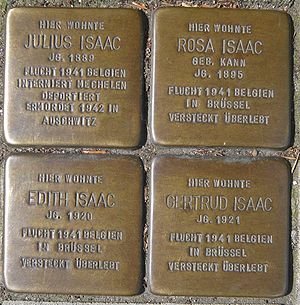 HIER WOHNTE
JULIUS ISAAC
JG. 1889
FLUCHT 1941 BELGIEN
INTERNIERT MECHELEN
DEPORTIERT
ERMORDET 1942 IN
AUSCHWITZ
HIER WOHNTE
ROSA ISAAC
GEB. KANN
JG. 1895
FLUCHT 1941 BELGIEN
IN BRÜSSEL
VERSTECKT ÜBERLEBT
HIER WOHNTE
EDITH ISAAC
JG. 1920
FLUCHT 1941 BELGIEN
IN BRÜSSEL
VERSTECKT ÜBERLEBT
HIER WOHNTE
GERTRUD ISAAC
JG. 1921
FLUCHT 1941 BELGIEN
IN BRÜSSEL
VERSTECKT ÜBERLEBT